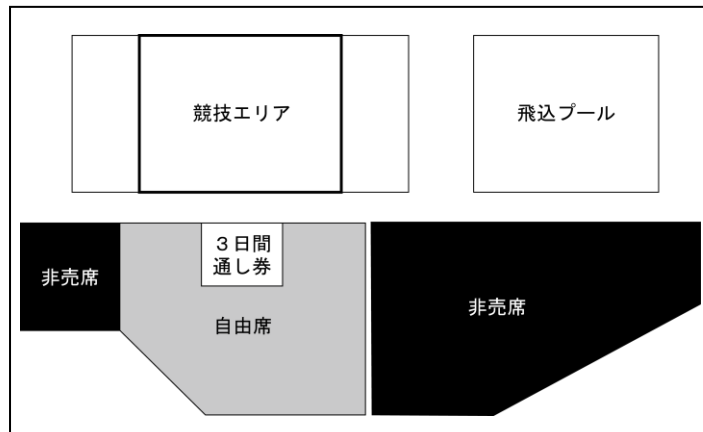 競技エリア
飛込プール
３日間
通し券
非売席
自由席
非売席